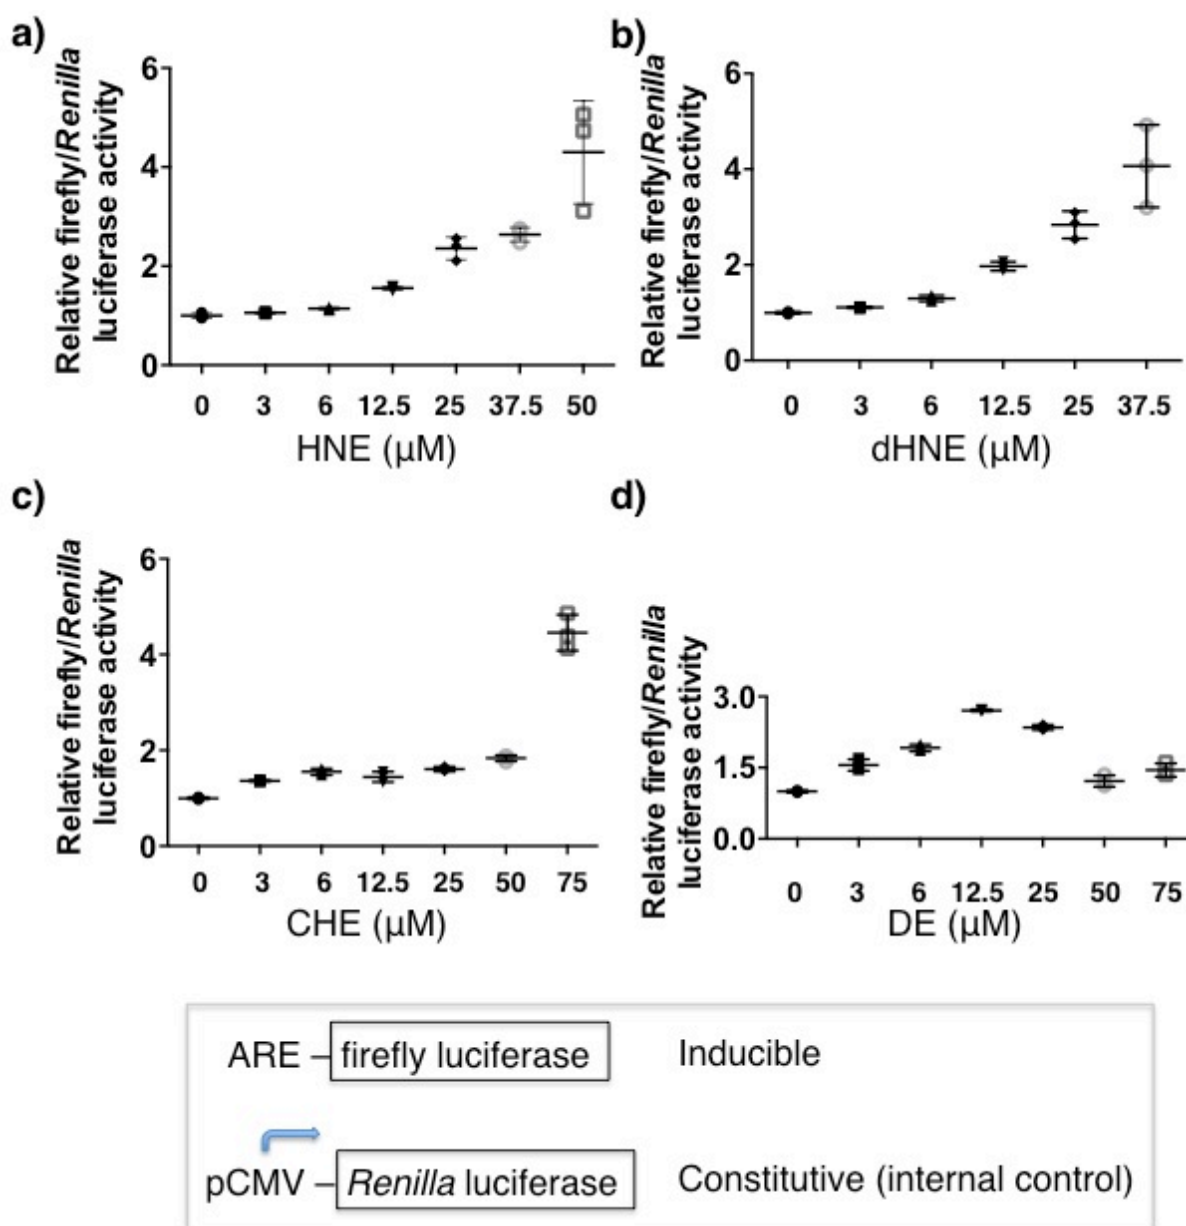 a)
Relative firefly/Renilla
luciferase activity
6
4
2
0
0 3 6 12.5 25 37.5 50
HNE (µM)
b)
Relative firefly/Renilla
luciferase activity
6
4
2
0
0 3 6 12.5 25 37.5
dHNE (µM)
c)
Relative firefly/Renilla
luciferase activity
6
4
2
0
0 3 6 12.5 25 50 75
CHE (µM)
d)
Relative firefly/Renilla
luciferase activity
3.0
1.5
0.0
0 3 6 12.5 25 50 75
DE (µM)
ARE firefly luciferase Inducible
pCMV Renilla luciferase Constitutive (internal control)